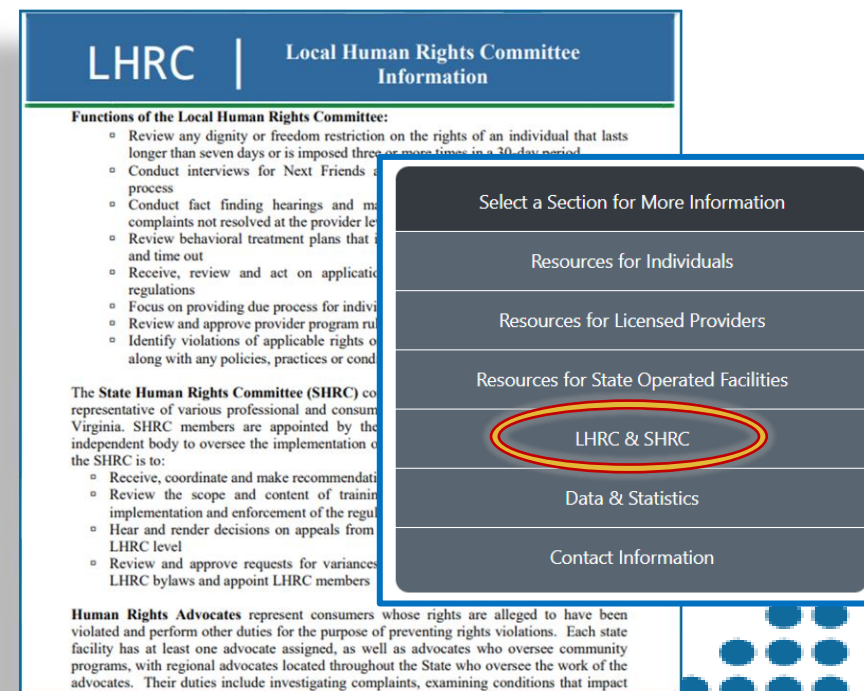 LHRC | Local Human Rights Committee
Information
Functions of the Local Human Rights Committee:
▫ Review any dignity or freedom restriction on the rights of an individual that lasts
longer than seven days or is imposed three or more times in a 30-day period
▫ Conduct interviews for Next Friends
process
▫ Conduct fact finding hearings and
complaints not resolved at the provider
▫ Review behavioral treatment plans that
and time out
▫ Receive, review and act on
regulations
▫ Focus on providing due process for
▫ Review and approve provider program
▫ Identify violations of applicable rights
along with any policies, practices or
The State Human Rights Committee (SHRC)
representative of various professional and
Virginia. SHRC members are appointed by the
independent body to oversee the implementation
the SHRC is to:
▫ Receive, coordinate and make
▫ Review the scope and content of
implementation and enforcement of the
▫ Hear and render decisions on appeals from
LHRC level
▫ Review and approve requests for variances
LHRC bylaws and appoint LHRC members
Human Rights Advocates represent consumers whose rights are alleged to have been
violated and perform other duties for the purpose of preventing rights violations. Each state
facility has at least one advocate assigned, as well as advocates who oversee community
programs, with regional advocates located throughout the State who oversee the work of the
advocates. Their duties include investigating complaints, examining conditions that impact
Select a Section for More Information
Resources for Individuals
Resources for Licensed Providers
Resources for State Operated Facilities
LHRC & SHRC
Data & Statistics
Contact Information